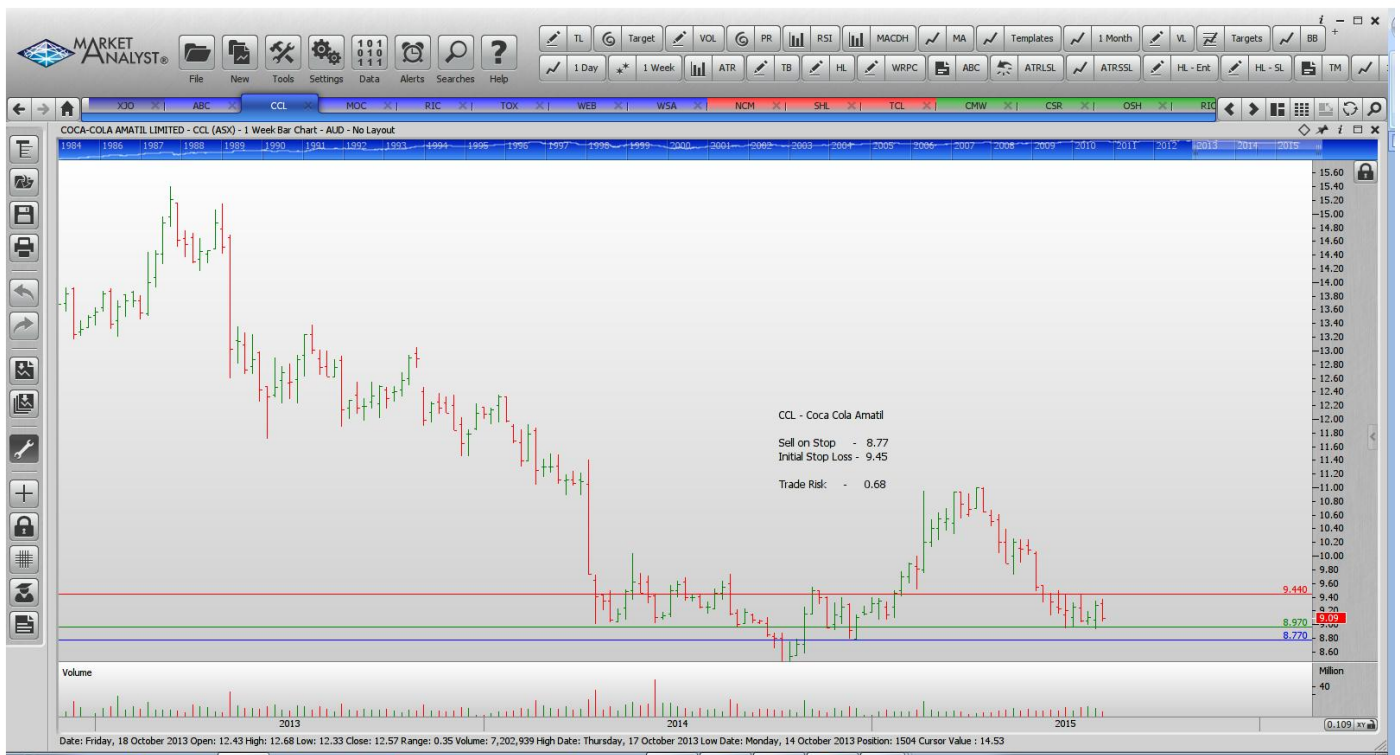 MARKET
ANALYST®
File New Tools Settings Data Alerts Searches Help
TL Target VOL PR RSI MACDH MA Templates 1 Month VL Targets BB
1 Day 1 Week ATR TB HL WRPC ABC ATRLSL ATRSSL HL - Ent HL - SL TM
XJO ABC CCL MOC RIC TOX WEB WSA NCM SHL TCL CMW CSR OSH RIO
COCA-COLA AMATIL LIMITED - CCL (ASX) - 1 Week Bar Chart - AUD - No Layout
1984 1986 1987 1988 1989 1990 1991 1992 1993 1994 1995 1996 1997 1998 1999 2000 2001 2002 2003 2004 2005 2006 2007 2008 2009 2010 2011 2012 2013 2014 2015
15.60
15.40
15.20
15.00
14.80
14.60
14.40
14.20
14.00
13.80
13.60
13.40
13.20
13.00
12.80
12.60
12.40
12.20
CCL - Coca Cola Amatil
12.00
11.80
Sell on Stop - 8.77
11.60
Initial Stop Loss - 9.45
11.40
11.20
Trade Risk - 0.68
11.00
10.80
10.60
10.40
10.20
10.00
9.80
9.60
9.440
9.40
9.20
9.09
8.970 9.00
8.770 8.80
8.60
Volume Million
40
2013 2014 2015
0.109 XY
Date: Friday, 18 October 2013 Open: 12.43 High: 12.68 Low: 12.33 Close: 12.57 Range: 0.35 Volume: 7,202,939 High Date: Thursday, 17 October 2013 Low Date: Monday, 14 October 2013 Position: 1504 Cursor Value : 14.53